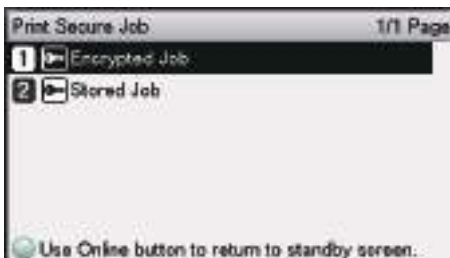 Print Secure Job 1/1 Page
1 Encrypted Job
2 Stored Job
Use Online button to return to standby screen.